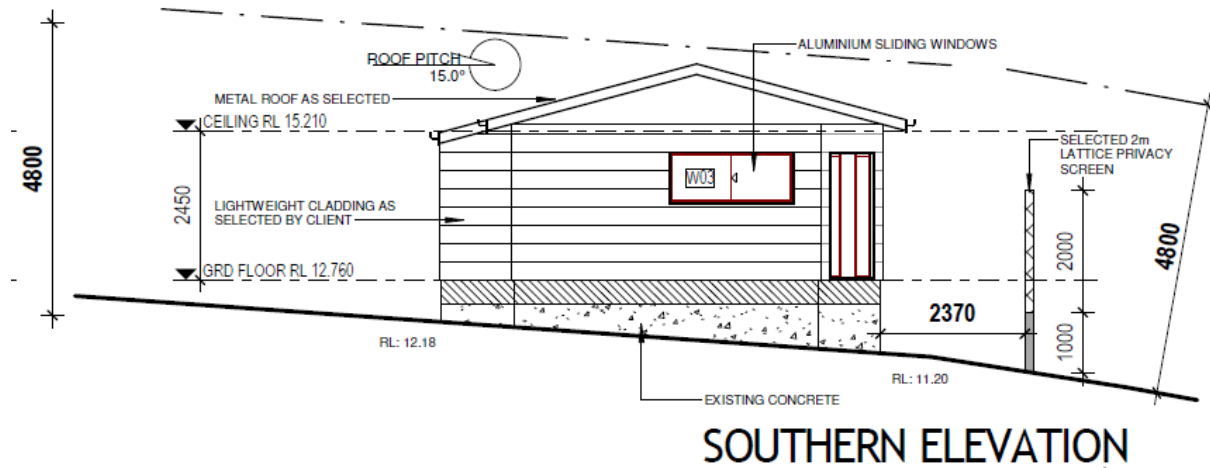 ALUMINIUM SLIDING WINDOWS
ROOF PITCH
15.0°
METAL ROOF AS SELECTED
CEILING RL 15.210
4800
2450
W03
SELECTED 2m
LATTICE PRIVACY
SCREEN
LIGHTWEIGHT CLADDING AS
SELECTED BY CLIENT
GRD FLOOR RL 12.760
2000
4800
2370
1000
RL: 12.18
RL: 11.20
EXISTING CONCRETE
SOUTHERN ELEVATION